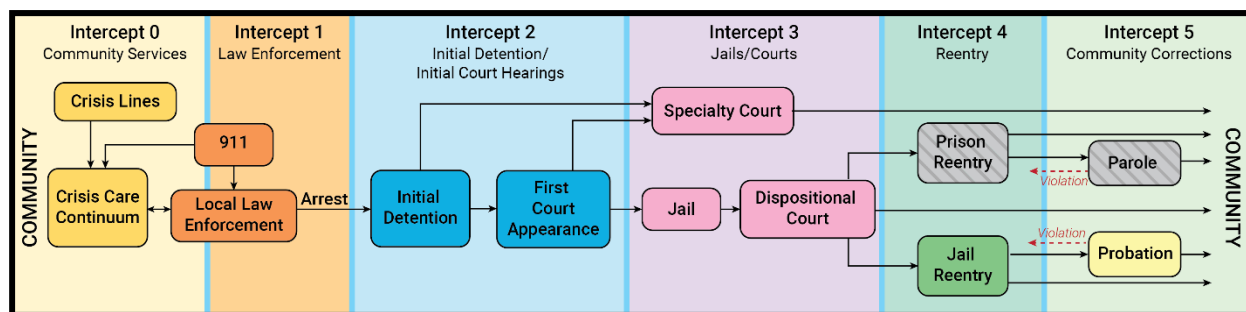 Intercept 0
Community Services
Intercept 1
Law Enforcement
Intercept 2
Initial Detention/
Initial Court Hearings
Intercept 3
Jails/Courts
Intercept 4
Reentry
Intercept 5
Community Corrections
COMMUNITY
Crisis Lines
Crisis Care
Continuum
911
Local Law
Enforcement
Arrest
Initial
Detention
First
Court
Appearance
Specialty Court
Jail
Dispositional
Court
Prison
Reentry
Parole
Violation
Jail
Reentry
Violation
Probation
COMMUNITY